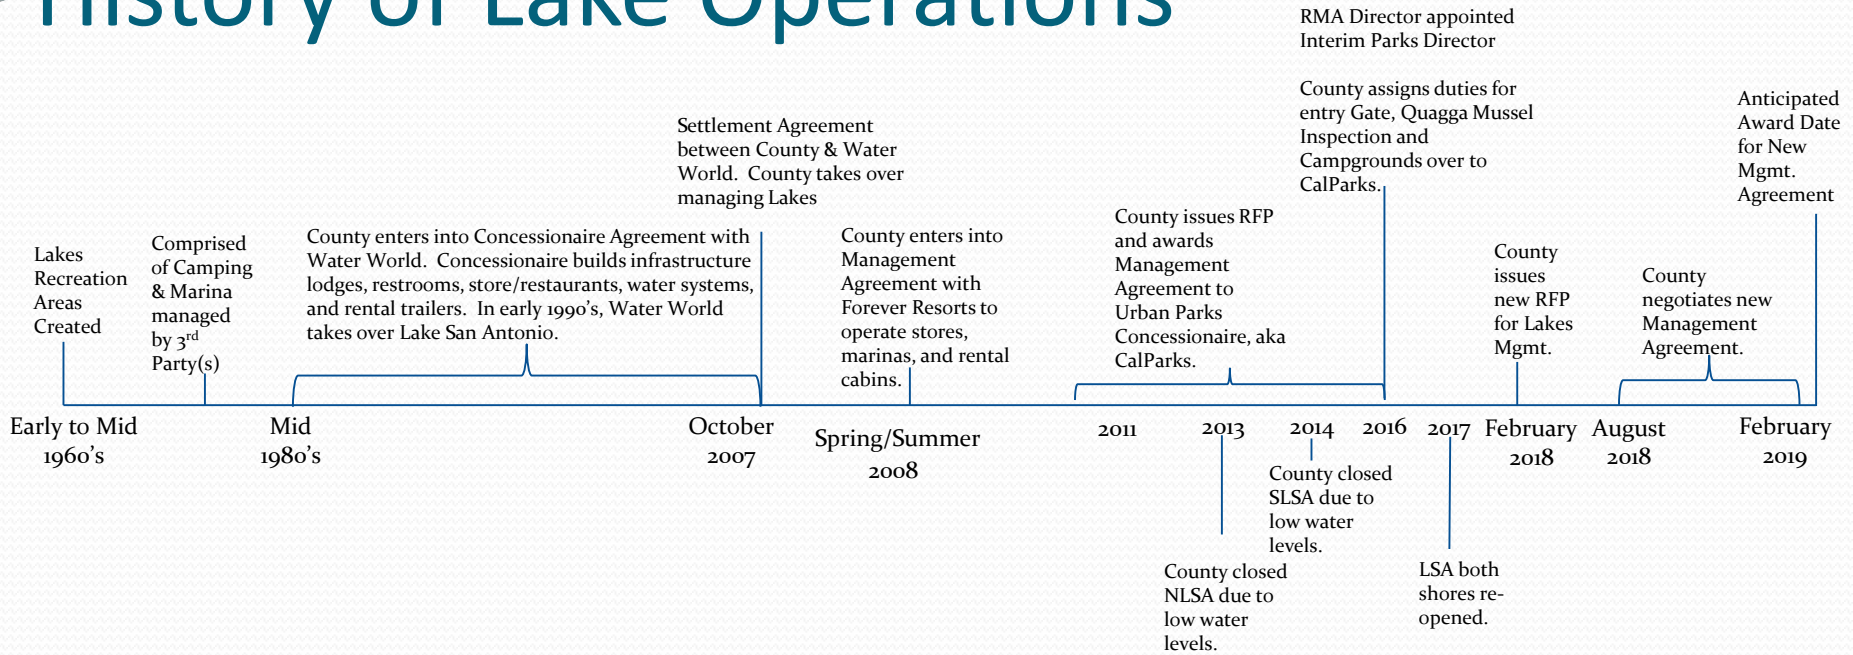 History of Lake Operations
RMA Director appointed
Interim Parks Director
County assigns duties for
entry Gate, Quagga Mussel
Inspection and
Campgrounds over to
CalParks.
Anticipated
Award Date
for New
Mgmt.
Agreement
Settlement Agreement
between County & Water
World. County takes over
managing Lakes
Lakes
Recreation
Areas
Created
Comprised
of Camping
& Marina
managed
by 3rd
Party(s)
County enters into Concessionaire Agreement with
Water World. Concessionaire builds infrastructure
lodges, restrooms, store/restaurants, water systems,
and rental trailers. In early 1990's, Water World
takes over Lake San Antonio.
County enters into
Management
Agreement with
Forever Resorts to
operate stores,
marinas, and rental
cabins.
County issues RFP
and awards
Management
Agreement to
Urban Parks
Concessionaire, aka
CalParks.
County
issues
new RFP
for Lakes
Mgmt.
County
negotiates new
Management
Agreement.
Early to Mid
1960's
Mid
1980's
October
2007
Spring/Summer
2008
2011
2013
2014
2016
2017
February
2018
August
2018
February
2019
County closed
SLSA due to
low water
levels.
County closed
NLSA due to
low water
levels.
LSA both
shores re-
opened.